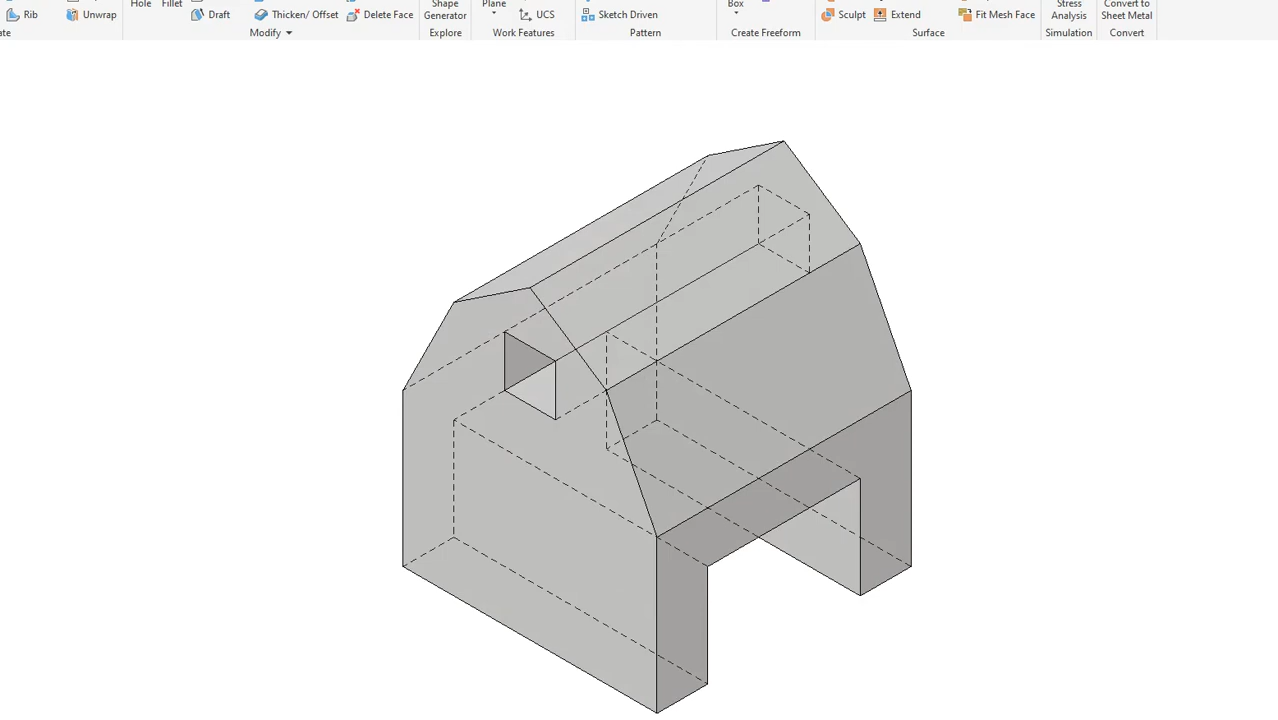 Hole Fillet Shape Plane Box Stress Convert to
Rib Unwrap Draft Thicken/ Offset Delete Face Generator UCS Sketch Driven Sculpt Extend Fit Mesh Face Analysis Sheet Metal
Modify Explore Work Features Pattern Create Freeform Surface Simulation Convert